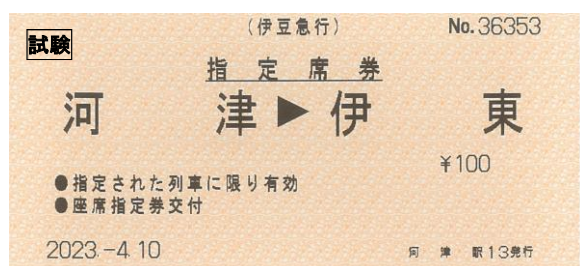 (伊豆急行) No.36353
試験
指定席券
河津▶伊東
¥100
●指定された列車に限り有効
●座席指定券交付
2023.-4.10 河津駅13発行